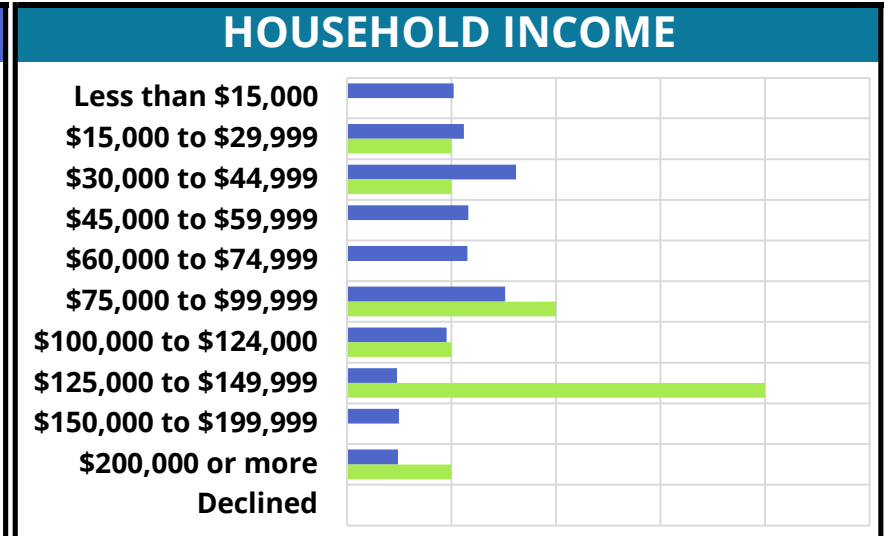 HOUSEHOLD INCOME
Less than $15,000
$15,000 to $29,999
$30,000 to $44,999
$45,000 to $59,999
$60,000 to $74,999
$75,000 to $99,999
$100,000 to $124,000
$125,000 to $149,999
$150,000 to $199,999
$200,000 or more
Declined